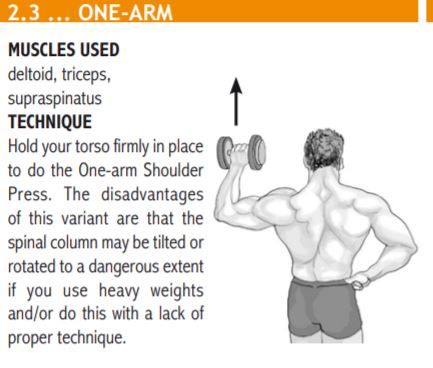 2.3 ... ONE-ARM
MUSCLES USED
deltoid, triceps,
supraspinatus
TECHNIQUE
Hold your torso firmly in place
to do the One-arm Shoulder
Press. The disadvantages
of this variant are that the
spinal column may be tilted or
rotated to a dangerous extent
if you use heavy weights
and/or do this with a lack of
proper technique.